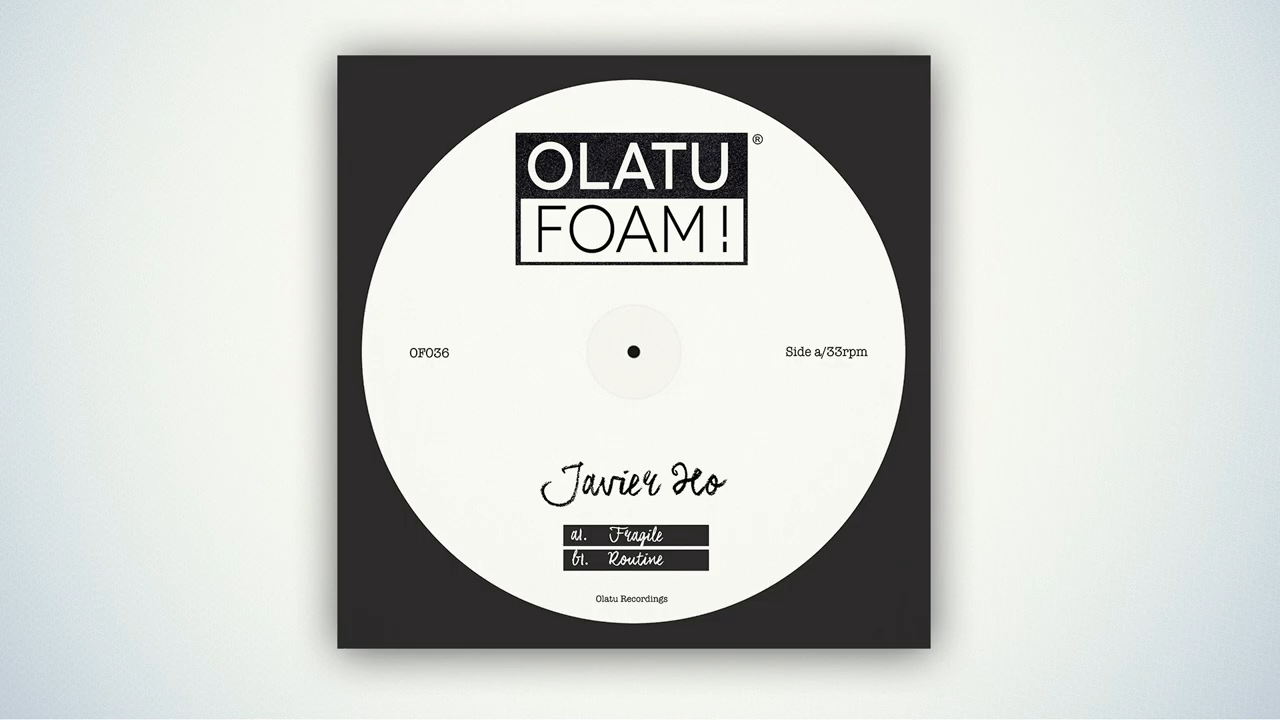 OLATU ®
FOAM!
OF036
Side a/33rpm
Javier Ho
a1. Fragile
b1. Routine
Olatu Recordings